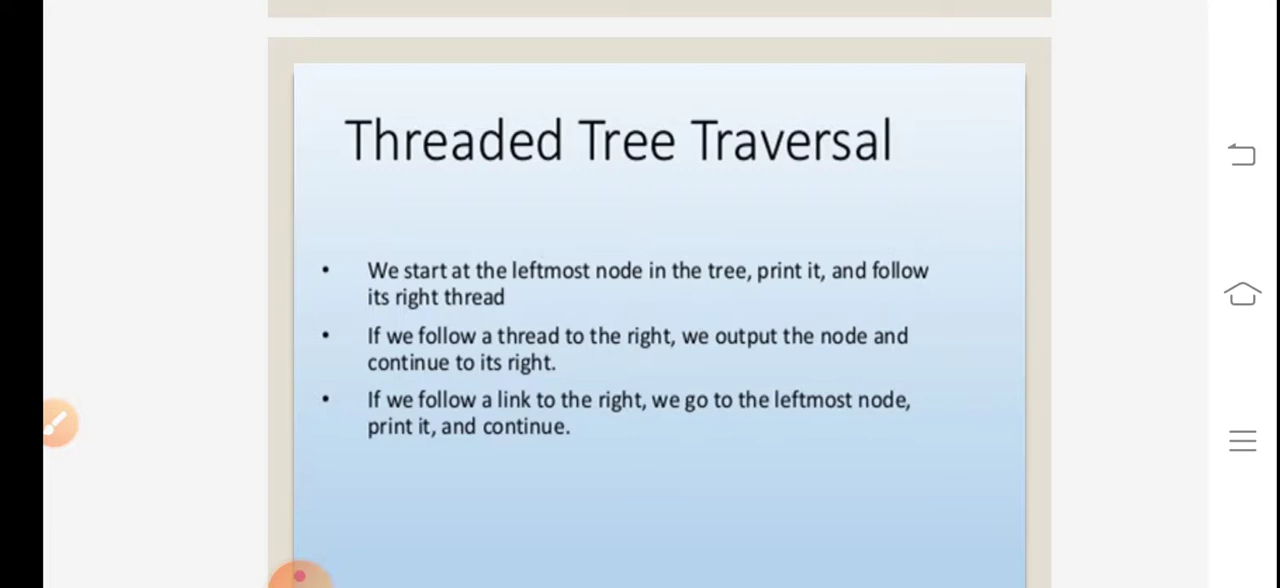 Threaded Tree Traversal
• We start at the leftmost node in the tree, print it, and follow
its right thread
• If we follow a thread to the right, we output the node and
continue to its right.
• If we follow a link to the right, we go to the leftmost node,
print it, and continue.